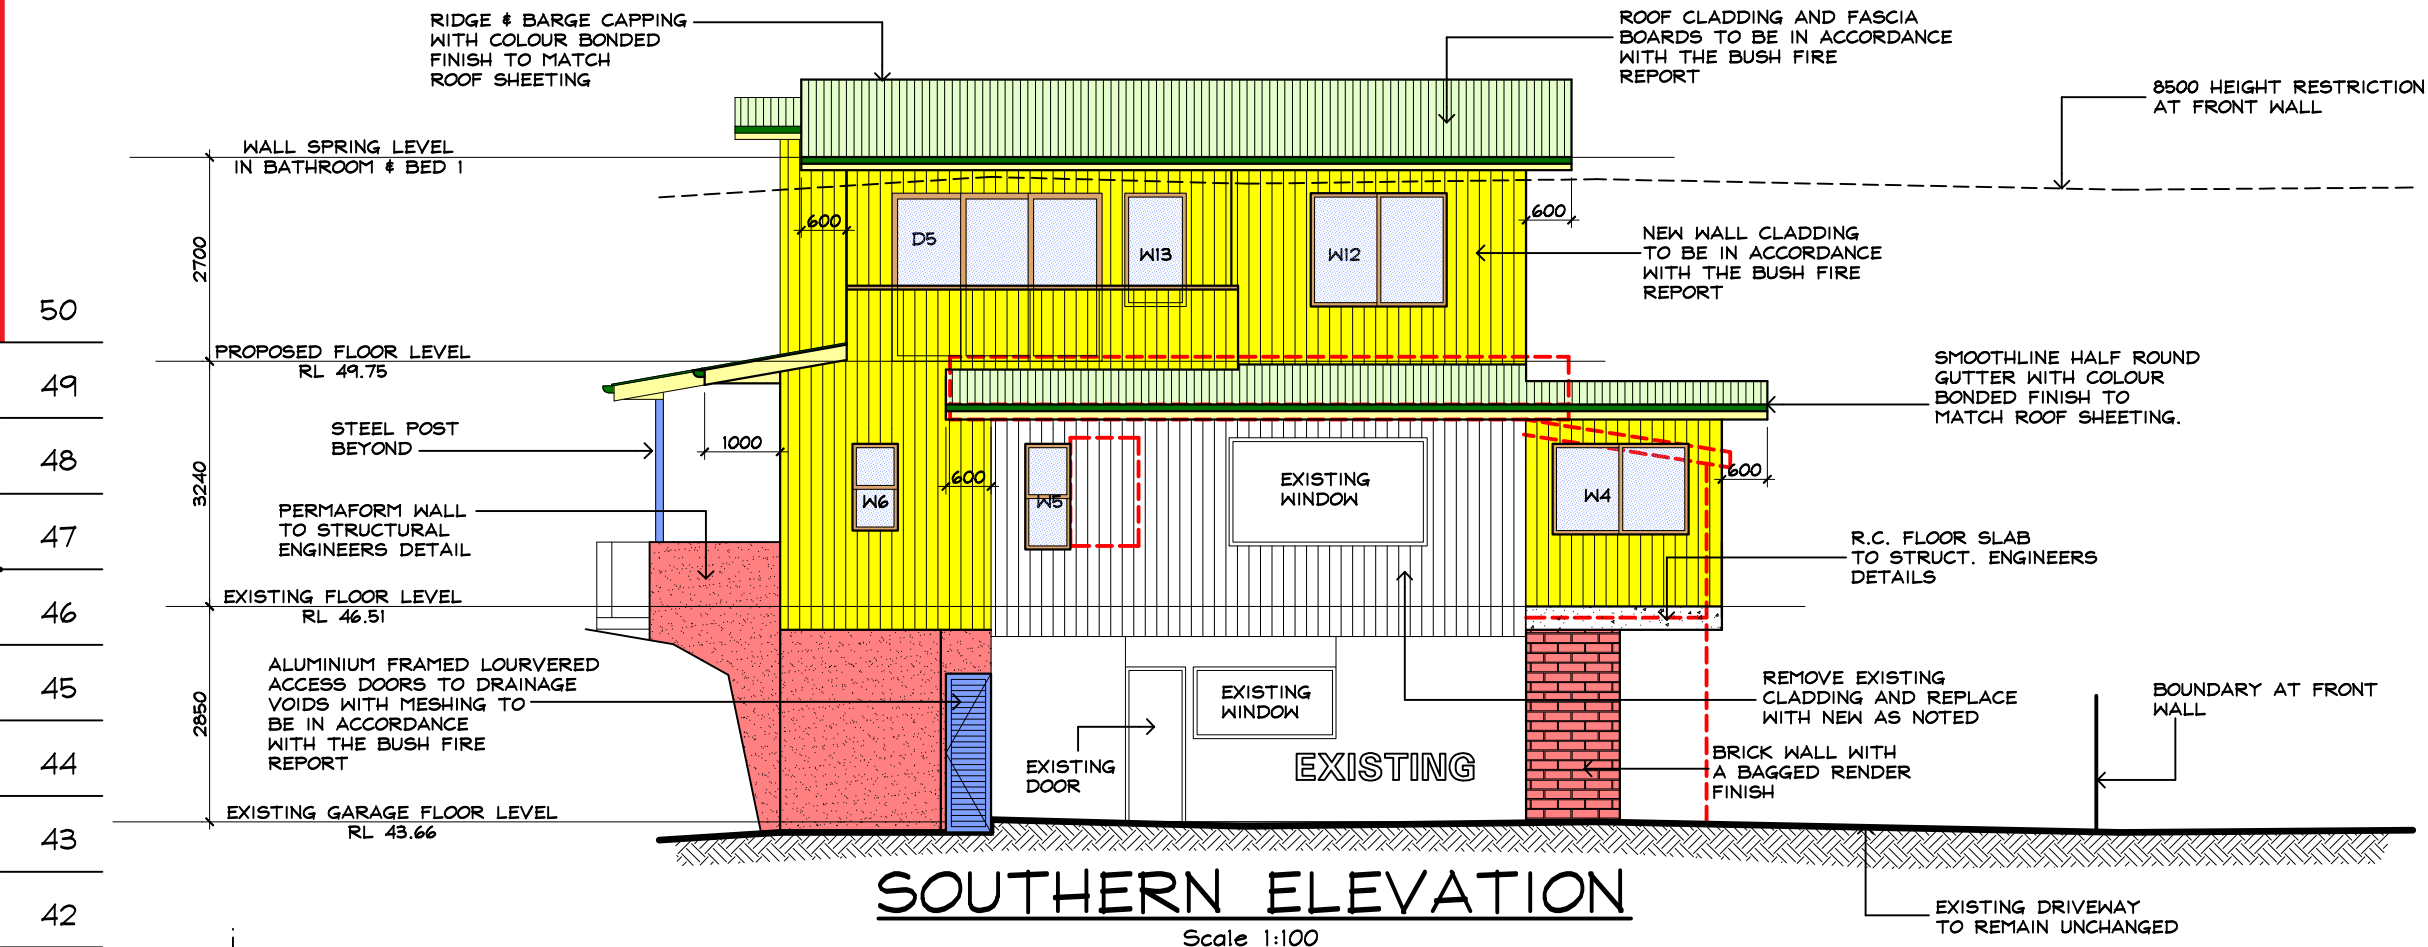 RIDGE & BARGE CAPPING
WITH COLOUR BONDED
FINISH TO MATCH
ROOF SHEETING
ROOF CLADDING AND FASCIA
BOARDS TO BE IN ACCORDANCE
WITH THE BUSH FIRE
REPORT
8500 HEIGHT RESTRICTION
AT FRONT WALL
WALL SPRING LEVEL
IN BATHROOM & BED 1
600
D5
W13
W12
600
NEW WALL CLADDING
TO BE IN ACCORDANCE
WITH THE BUSH FIRE
REPORT
2700
50
PROPOSED FLOOR LEVEL
RL 49.75
49
SMOOTHLINE HALF ROUND
GUTTER WITH COLOUR
BONDED FINISH TO
MATCH ROOF SHEETING.
STEEL POST
BEYOND
1000
48
3240
600
W6
W5
EXISTING
WINDOW
W4
600
PERMAFORM WALL
TO STRUCTURAL
ENGINEERS DETAIL
47
R.C. FLOOR SLAB
TO STRUCT. ENGINEERS
DETAILS
EXISTING FLOOR LEVEL
RL 46.51
46
ALUMINIUM FRAMED LOURVERED
ACCESS DOORS TO DRAINAGE
VOIDS WITH MESHING TO
BE IN ACCORDANCE
WITH THE BUSH FIRE
REPORT
45
2850
EXISTING
WINDOW
REMOVE EXISTING
CLADDING AND REPLACE
WITH NEW AS NOTED
BOUNDARY AT FRONT
WALL
44
EXISTING
DOOR
EXISTING
BRICK WALL WITH
A BAGGED RENDER
FINISH
EXISTING GARAGE FLOOR LEVEL
RL 43.66
43
SOUTHERN ELEVATION
Scale 1:100
42
EXISTING DRIVEWAY
TO REMAIN UNCHANGED